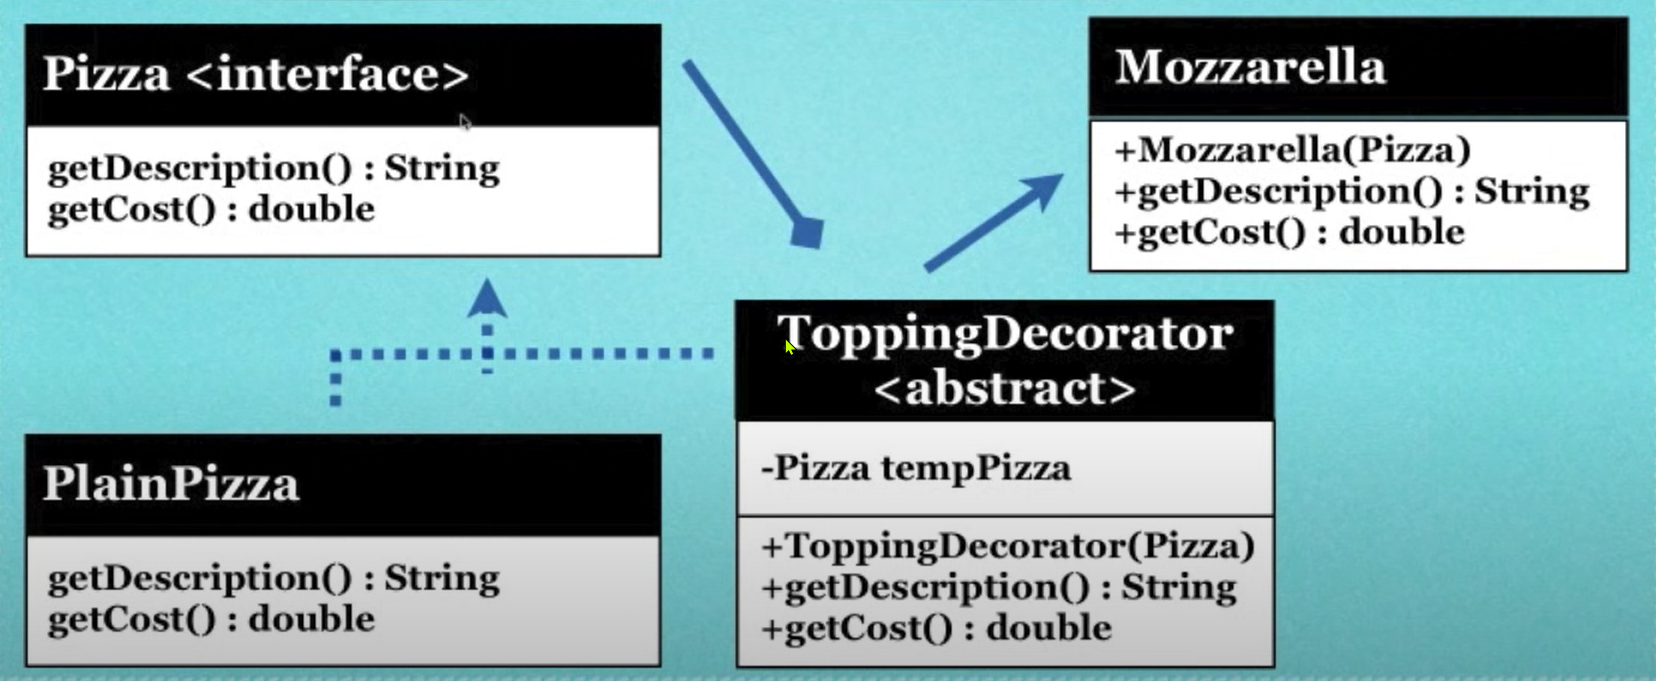 Pizza <interface>
getDescription() : String
getCost() : double
Mozzarella
+Mozzarella(Pizza)
+getDescription() : String
+getCost() : double
PlainPizza
getDescription() : String
getCost() : double
ToppingDecorator
<abstract>
-Pizza tempPizza
+ToppingDecorator(Pizza)
+getDescription() : String
+getCost() : double